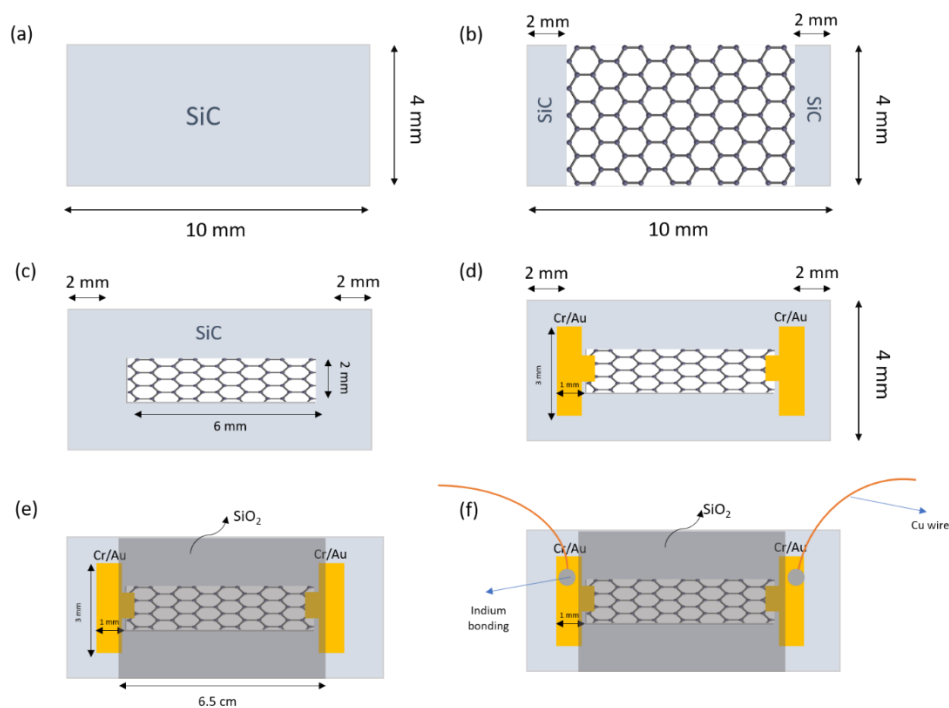 (a)
SiC
4 mm
10 mm
(b)
2 mm
2 mm
SiC
SiC
4 mm
10 mm
(c)
2 mm
2 mm
SiC
2 mm
6 mm
(d)
2 mm
2 mm
Cr/Au
Cr/Au
3 mm
1 mm
4 mm
(e)
SiO2
Cr/Au
Cr/Au
3 mm
1 mm
6.5 cm
(f)
SiO2
Cu wire
Cr/Au
Cr/Au
Indium
bonding
1 mm